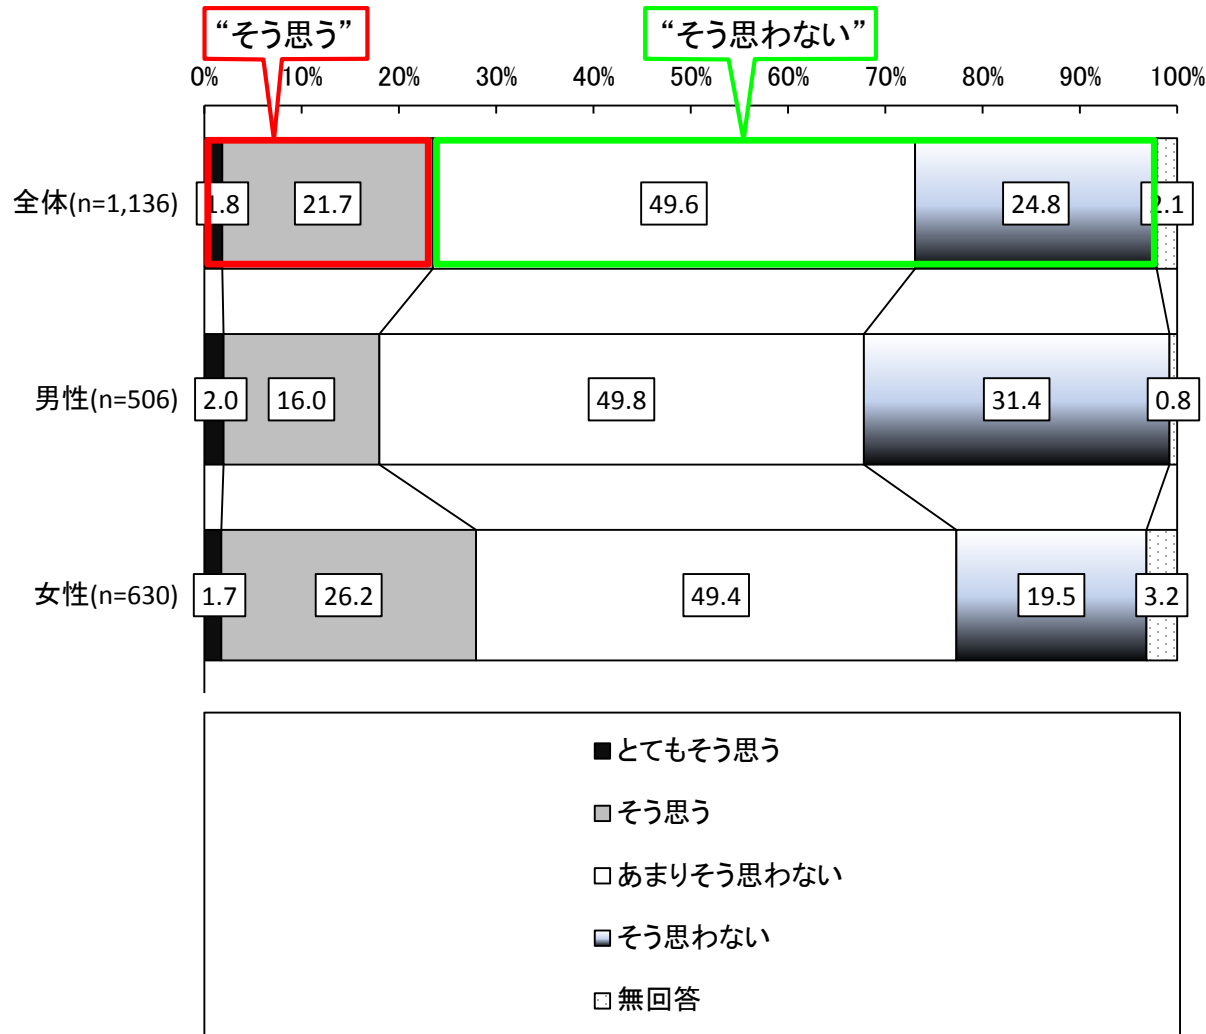 “そう思う” “そう思わない”
0% 10% 20% 30% 40% 50% 60% 70% 80% 90% 100%
全体(n=1,136) 1.8 21.7 49.6 24.8 2.1
男性(n=506) 2.0 16.0 49.8 31.4 0.8
女性(n=630) 1.7 26.2 49.4 19.5 3.2
とてもそう思う
そう思う
あまりそう思わない
そう思わない
無回答